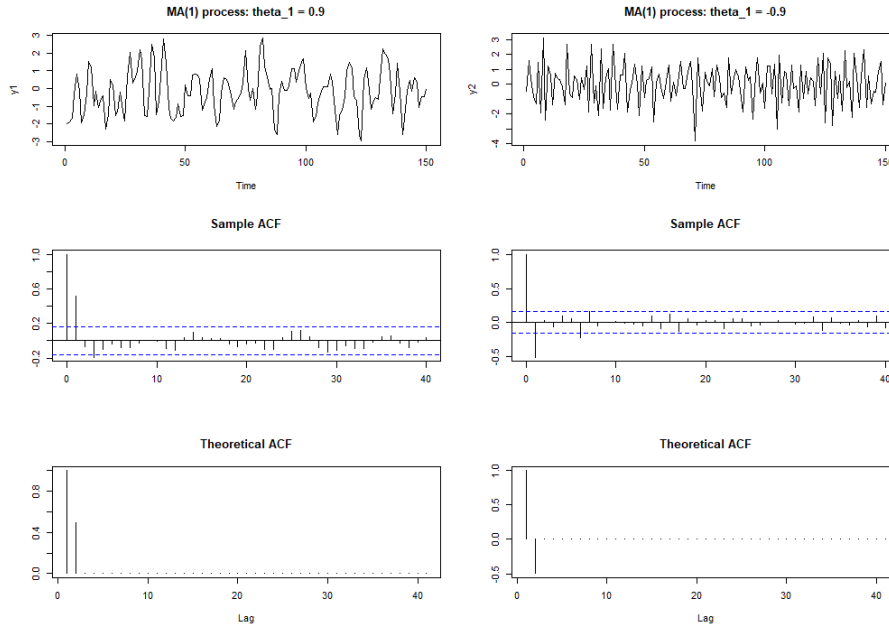 MA(1) process: theta_1 = 0.9
y1
3
2
1
0
-1
-2
-3
0 50 100 150
Time
MA(1) process: theta_1 = -0.9
y2
3
2
1
0
-1
-2
-4
0 50 100 150
Time
Sample ACF
1.0
0.6
0.2
-0.2
0 10 20 30 40
Sample ACF
1.0
0.5
0.0
-0.5
0 10 20 30 40
Theoretical ACF
0.8
0.4
0.0
0 10 20 30 40
Lag
Theoretical ACF
1.0
0.5
0.0
-0.5
0 10 20 30 40
Lag